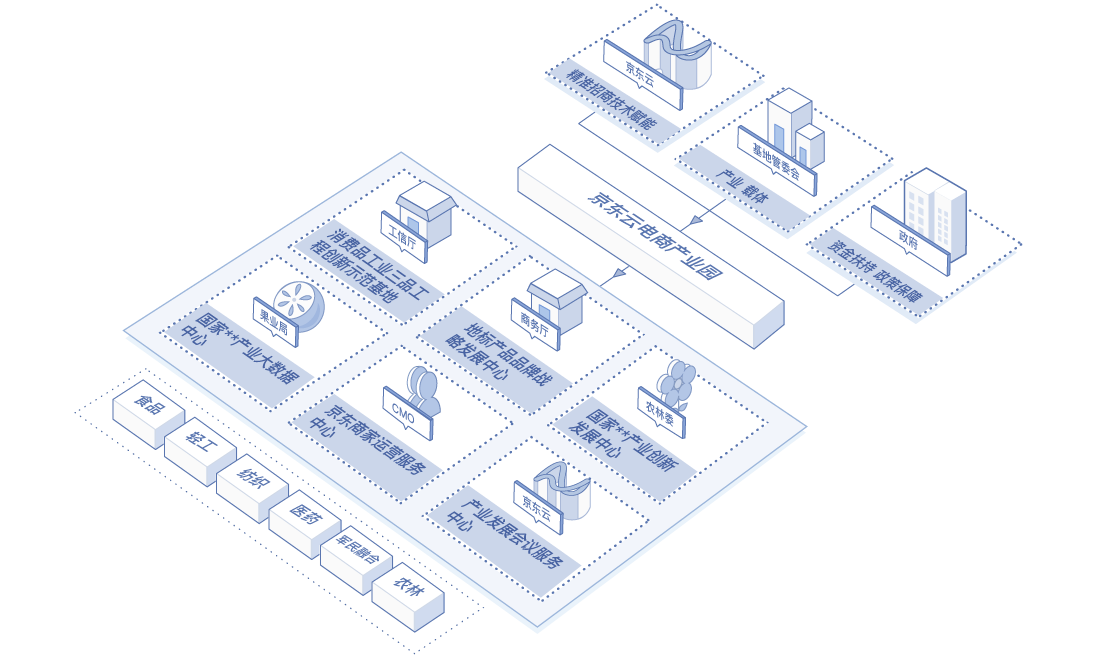 京东云
精准招商技术赋能
基地管委会
产业 载体
政府
资金扶持 政策保障
京东云电商产业园
工信厅
消费品工业三品工
程创新示范基地
果业局
国家**产业大数据
中心
商务厅
地标产品品牌战
略发展中心
CMO
京东商家运营服务
中心
农林委
国家**产业创新
发展中心
京东云
产业发展会议服务
中心
食品
轻工
纺织
医药
军民融合
农林